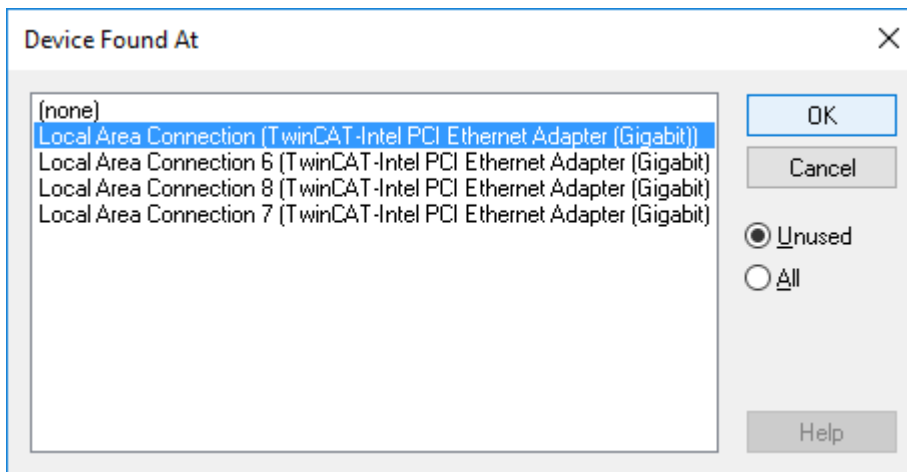 Device Found At
(none)
Local Area Connection (TwinCAT-Intel PCI Ethernet Adapter (Gigabit))
Local Area Connection 6 (TwinCAT-Intel PCI Ethernet Adapter (Gigabit)
Local Area Connection 8 (TwinCAT-Intel PCI Ethernet Adapter (Gigabit)
Local Area Connection 7 (TwinCAT-Intel PCI Ethernet Adapter (Gigabit)
OK
Cancel
Unused
All
Help